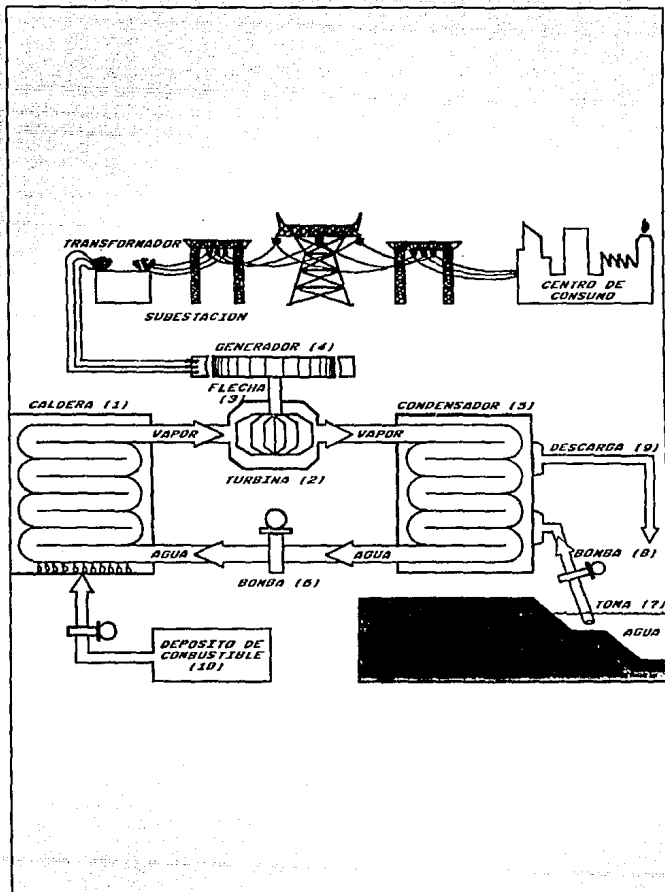 TRANSFORMADOR
SUBESTACION
CENTRO DE
CONSUMO
GENERADOR (4)
FLECHA
(3)
CALDERA (1)
CONDENSADOR (5)
VAPOR
VAPOR
DESCARGA (9)
TURBINA (2)
AGUA
AGUA
BOMBA (6)
BOMBA (8)
TOMA (7)
AGUA
DEPOSITO DE
COMBUSTIBLE
(10)